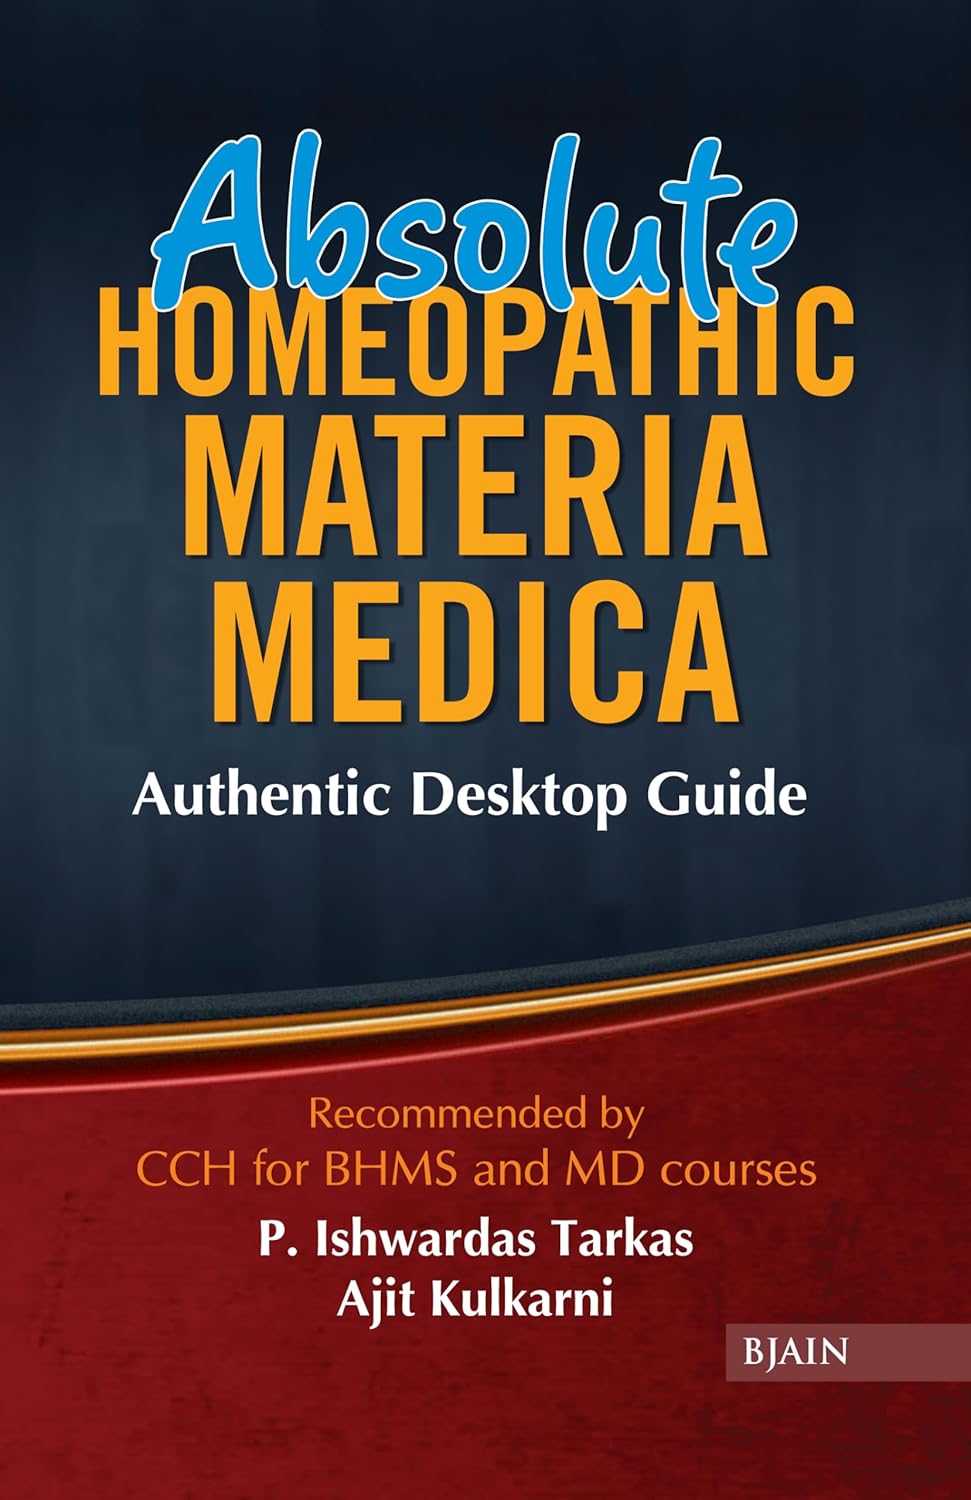 Absolute
HOMEOPATHIC
MATERIA
MEDICA
Authentic Desktop Guide
Recommended by
CCH for BHMS and MD courses
P. Ishwardas Tarkas
Ajit Kulkarni
BJAIN